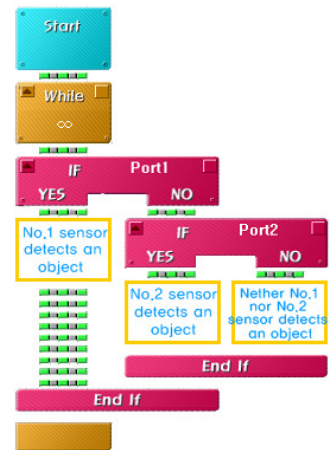 Start
While
∞
IF Port1
YES NO
No.1 sensor
detects an
object
IF Port2
YES NO
No.2 sensor
detects an
object
Nether No.1
nor No.2
sensor detects
an object
End If
End If